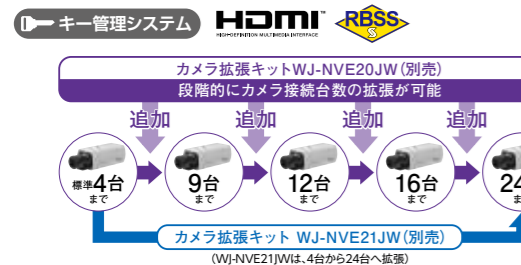 キー管理システム
HDMI
HIGH-DEFINITION MULTIMEDIA INTERFACE
RBSS
S
カメラ拡張キットWJ-NVE20JW(別売)
段階的にカメラ接続台数の拡張が可能
追加 追加 追加 追加
標準4台まで 9台まで 12台まで 16台まで 24
カメラ拡張キット WJ-NVE21JW(別売)
(WJ-NVE21JWは、4台から24台へ拡張)